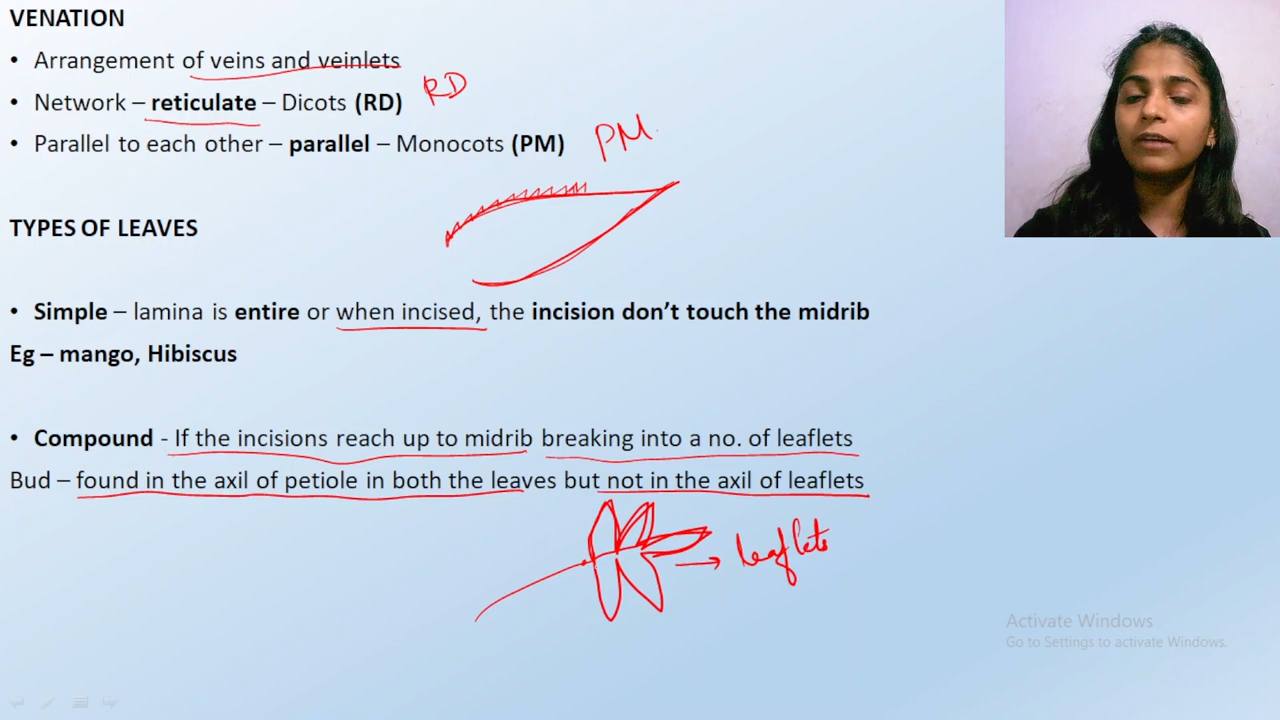 VENATION
• Arrangement of veins and veinlets
• Network – reticulate – Dicots (RD)
RD
• Parallel to each other – parallel – Monocots (PM)
PM
TYPES OF LEAVES
• Simple – lamina is entire or when incised, the incision don't touch the midrib
Eg – mango, Hibiscus
• Compound - If the incisions reach up to midrib breaking into a no. of leaflets
Bud – found in the axil of petiole in both the leaves but not in the axil of leaflets
leaflets
Activate Windows
Go to Settings to activate Windows.